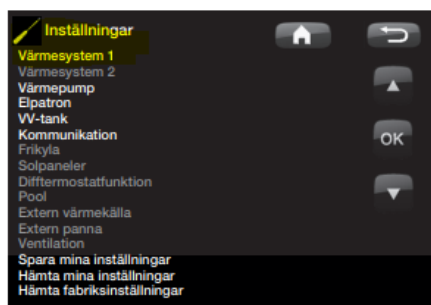 Inställningar
Värmesystem 1
Värmesystem 2
Värmepump
Elpatron
VV-tank
Kommunikation
OK
Frikyla
Solpaneler
Difftermostatfunktion
Pool
Extern värmekälla
Extern panna
Ventilation
Spara mina inställningar
Hämta mina inställningar
Hämta fabriksinställningar